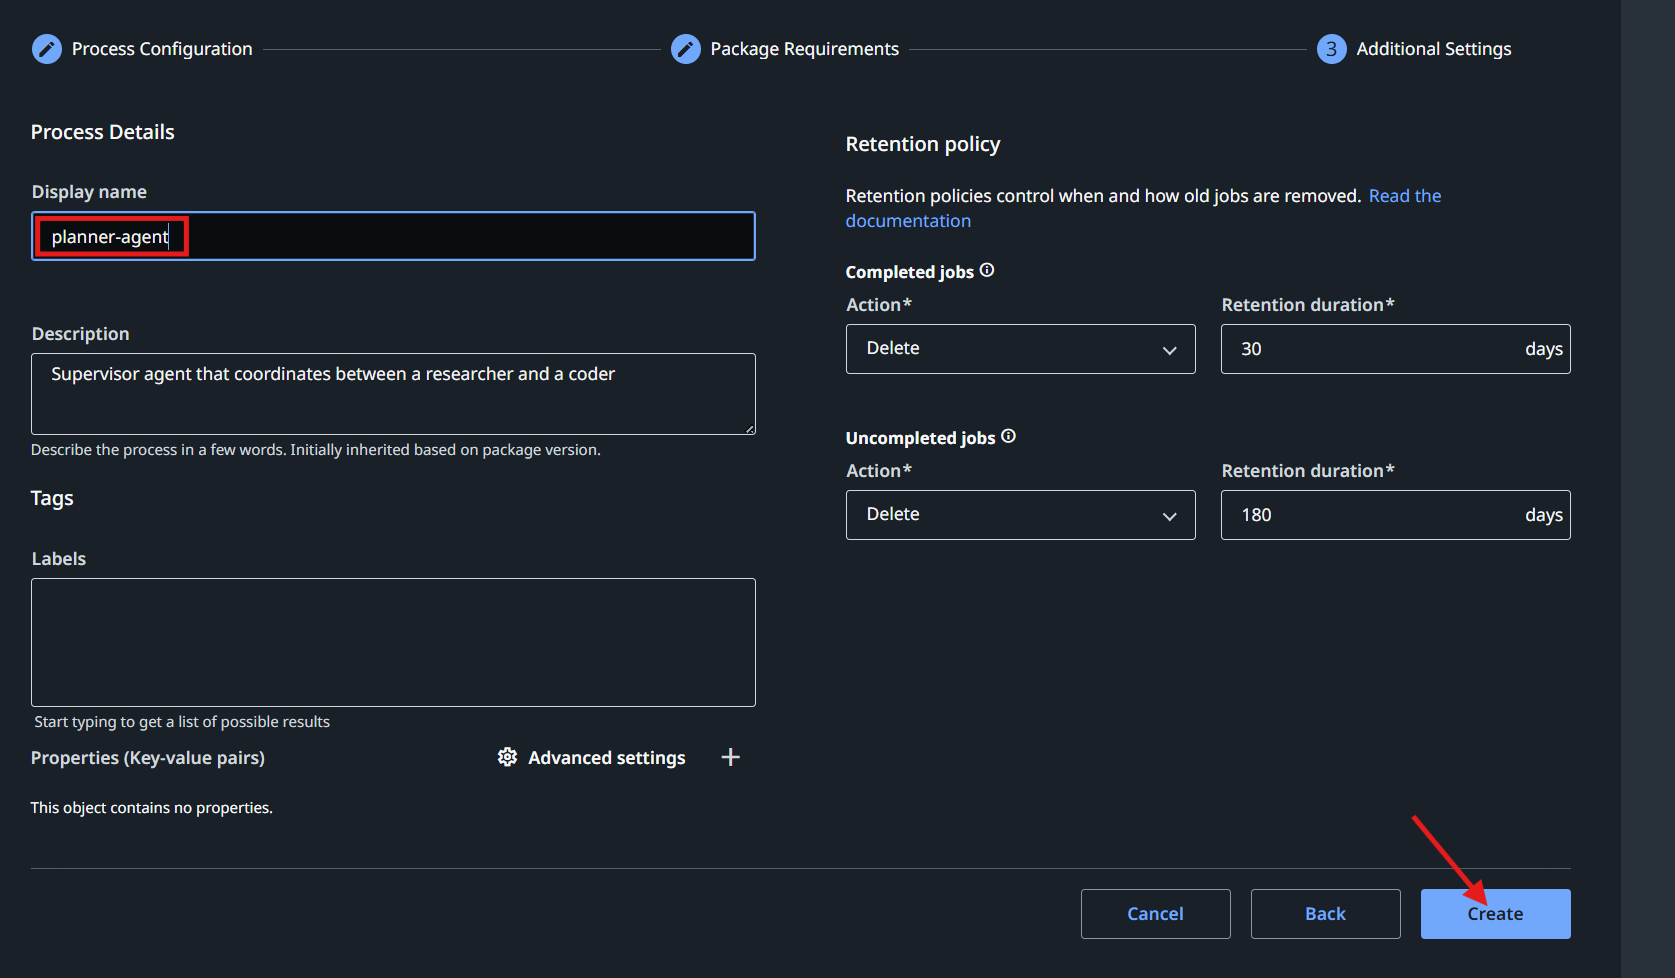 Process Configuration
Package Requirements
3 Additional Settings
Process Details
Display name
planner-agent
Description
Supervisor agent that coordinates between a researcher and a coder
Describe the process in a few words. Initially inherited based on package version.
Tags
Labels
Start typing to get a list of possible results
Properties (Key-value pairs)
Advanced settings
This object contains no properties.
Retention policy
Retention policies control when and how old jobs are removed. Read the
documentation
Completed jobs
Action* Retention duration*
Delete 30 days
Uncompleted jobs
Action* Retention duration*
Delete 180 days
Cancel Back Create